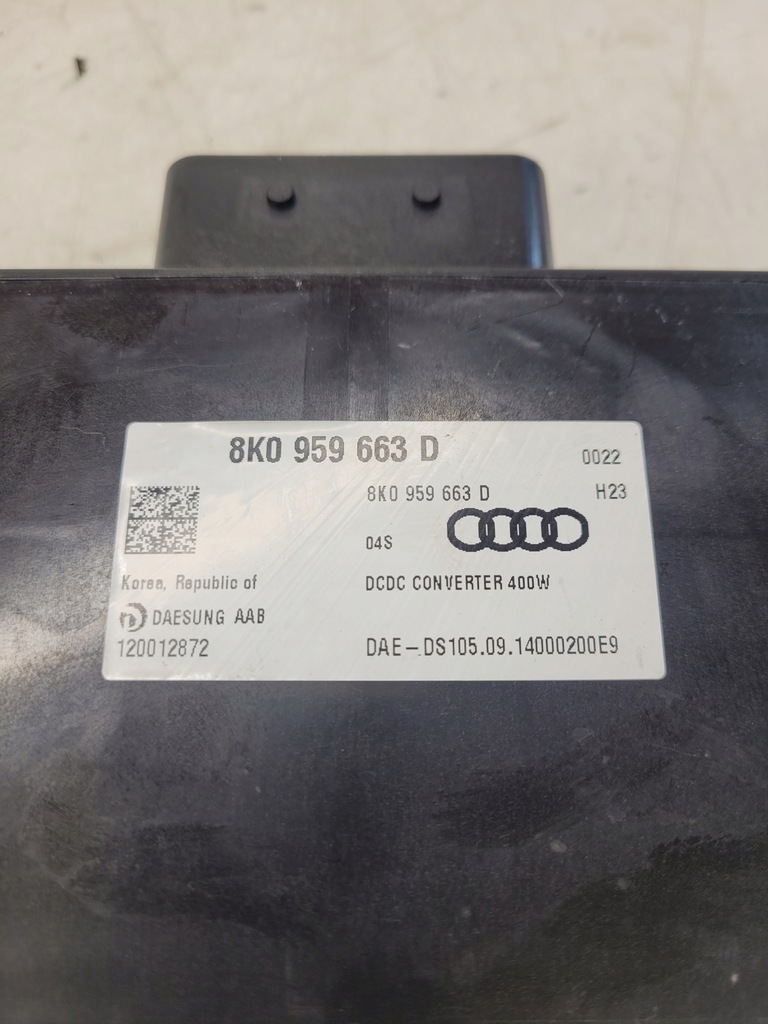 8K0 959 663 D
0022
8K0 959 663 D
H23
04S
Korea, Republic of
DCDC CONVERTER 400W
DAESUNG AAB
120012872
DAE-DS105.09.14000200E9